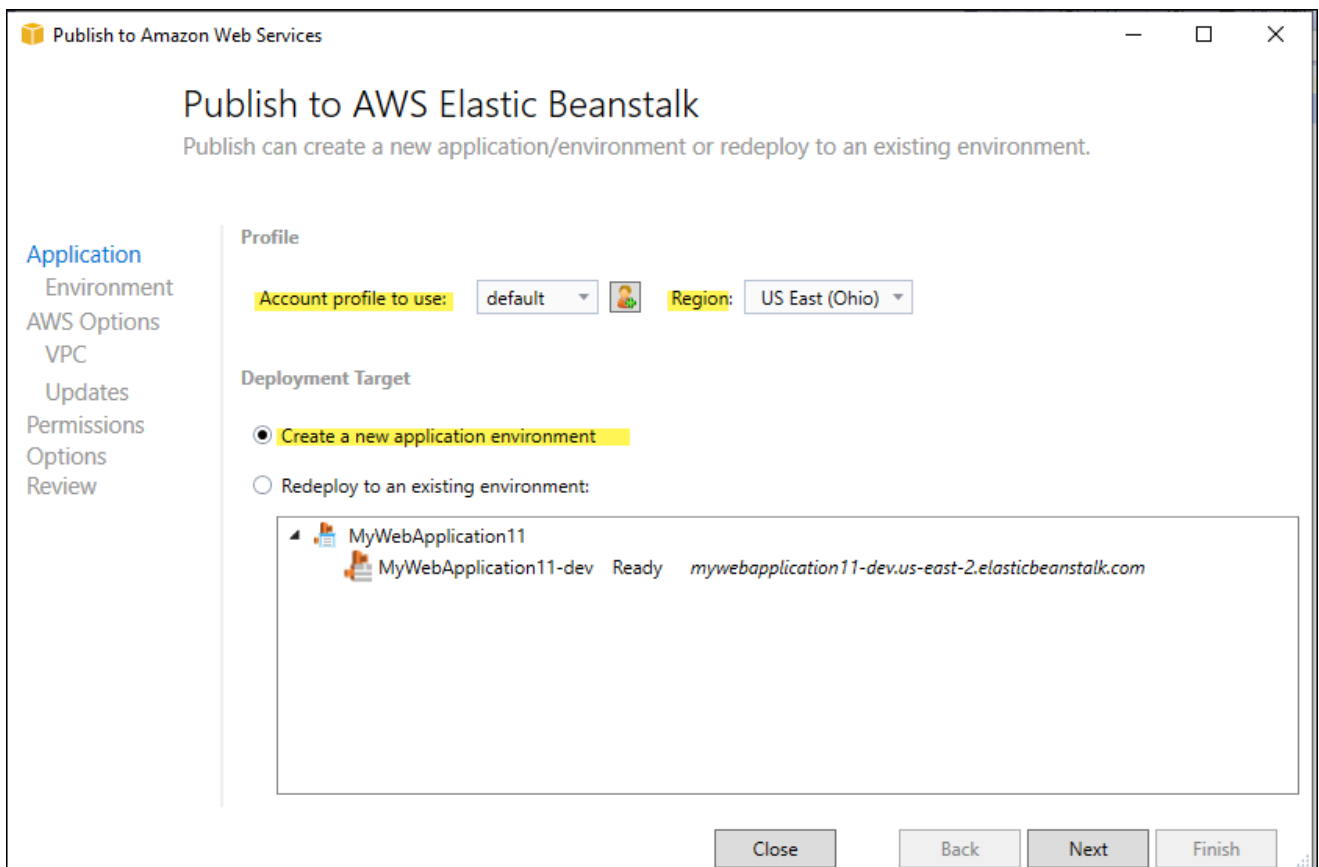 Publish to Amazon Web Services
Publish to AWS Elastic Beanstalk
Publish can create a new application/environment or redeploy to an existing environment.
Application
Environment
AWS Options
VPC
Updates
Permissions
Options
Review
Profile
Account profile to use: default Region: US East (Ohio)
Deployment Target
Create a new application environment
Redeploy to an existing environment:
MyWebApplication11
MyWebApplication11-dev Ready mywebapplication11-dev.us-east-2.elasticbeanstalk.com
Close Back Next Finish